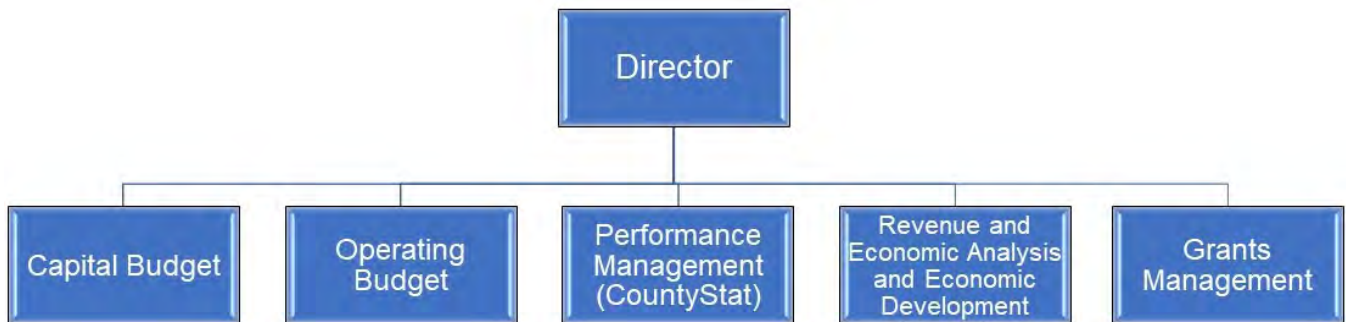 Director
Capital Budget
Operating
Budget
Performance
Management
(CountyStat)
Revenue and
Economic Analysis
and Economic
Development
Grants
Management